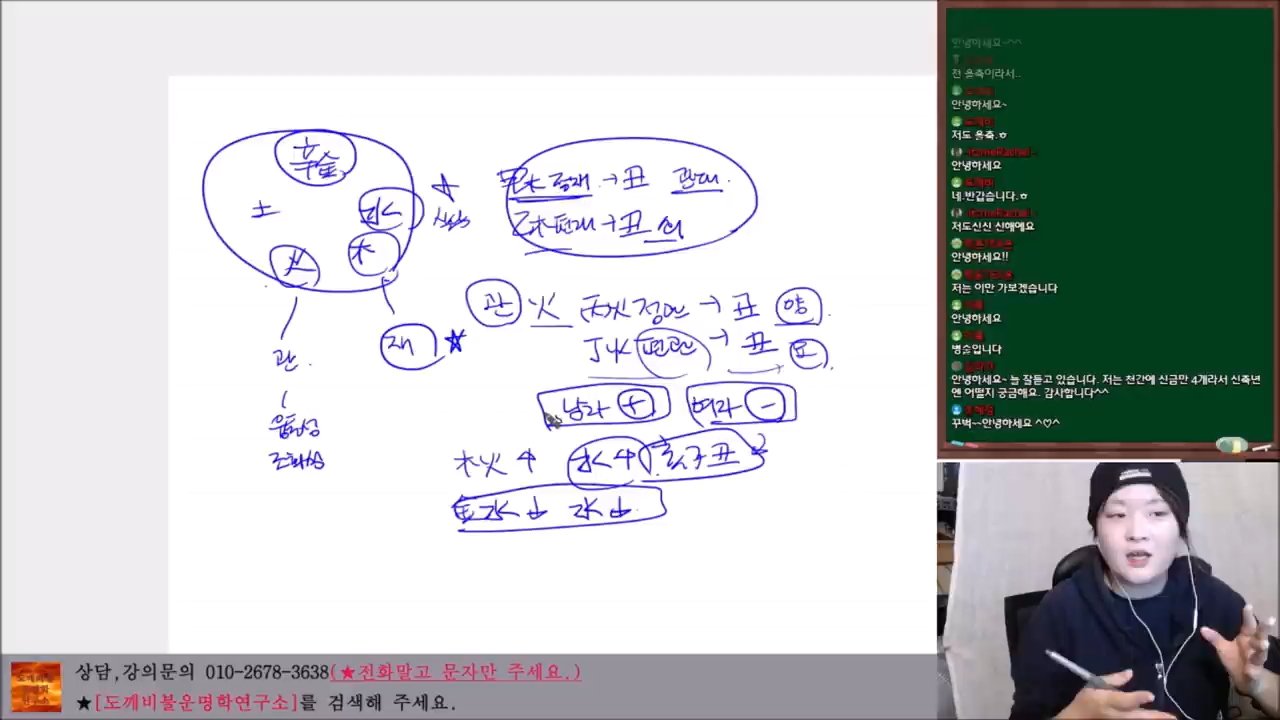 辛金
土
水
火
木
관
재
甲木 정재 → 丑 관대
乙木 편재 → 丑 쇠
관 火 丙火 정관 → 丑 양
丁火 편관 → 丑 묘
남자 +
여자 -
木火
水
亥子丑
金水
水
안녕하세요~^^
전 을축이라서..
안녕하세요~
저도 을축.ㅎ
안녕하세요
네.반갑습니다.ㅎ
저도신신 신해예요
안녕하세요!!
저는 이만 가보겠습니다
안녕하세요
병술입니다
안녕하세요~ 늘 잘듣고 있습니다. 저는 천간에 신금만 4개라서 신축년
엔 어떨지 궁금해요. 감사합니다^^
꾸벅~~안녕하세요 ^♡^
상담,강의문의 010-2678-3638(★전화말고 문자만 주세요.)
★[도깨비불운명학연구소]를 검색해 주세요.